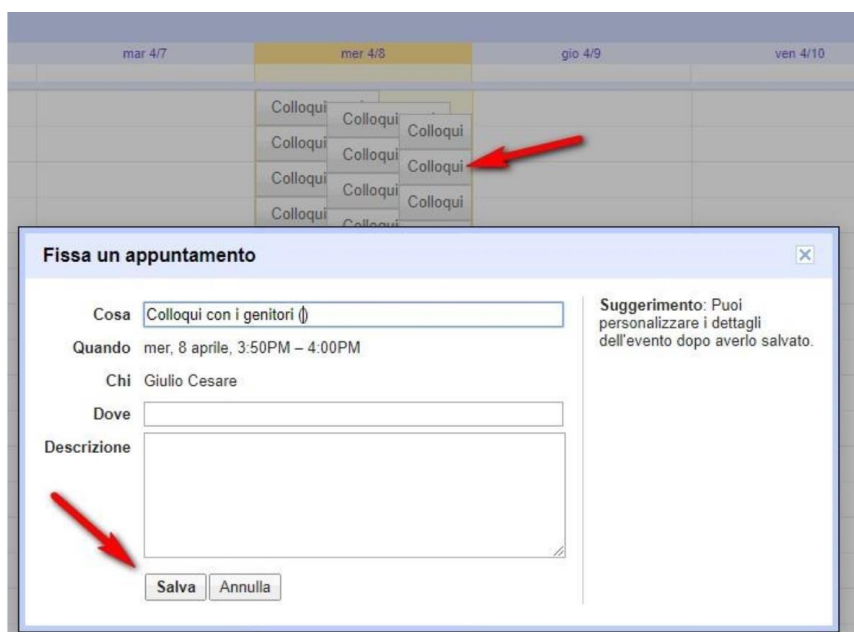 mar 4/7 mer 4/8 gio 4/9 ven 4/10
Colloqui
Colloqui
Colloqui
Colloqui
Colloqui
Colloqui
Colloqui
Colloqui
Colloqui
Colloqui
Colloqui
Fissa un appuntamento
Cosa Colloqui con i genitori ()
Quando mer, 8 aprile, 3:50PM – 4:00PM
Chi Giulio Cesare
Dove
Descrizione
Suggerimento: Puoi
personalizzare i dettagli
dell'evento dopo averlo salvato.
Salva Annulla